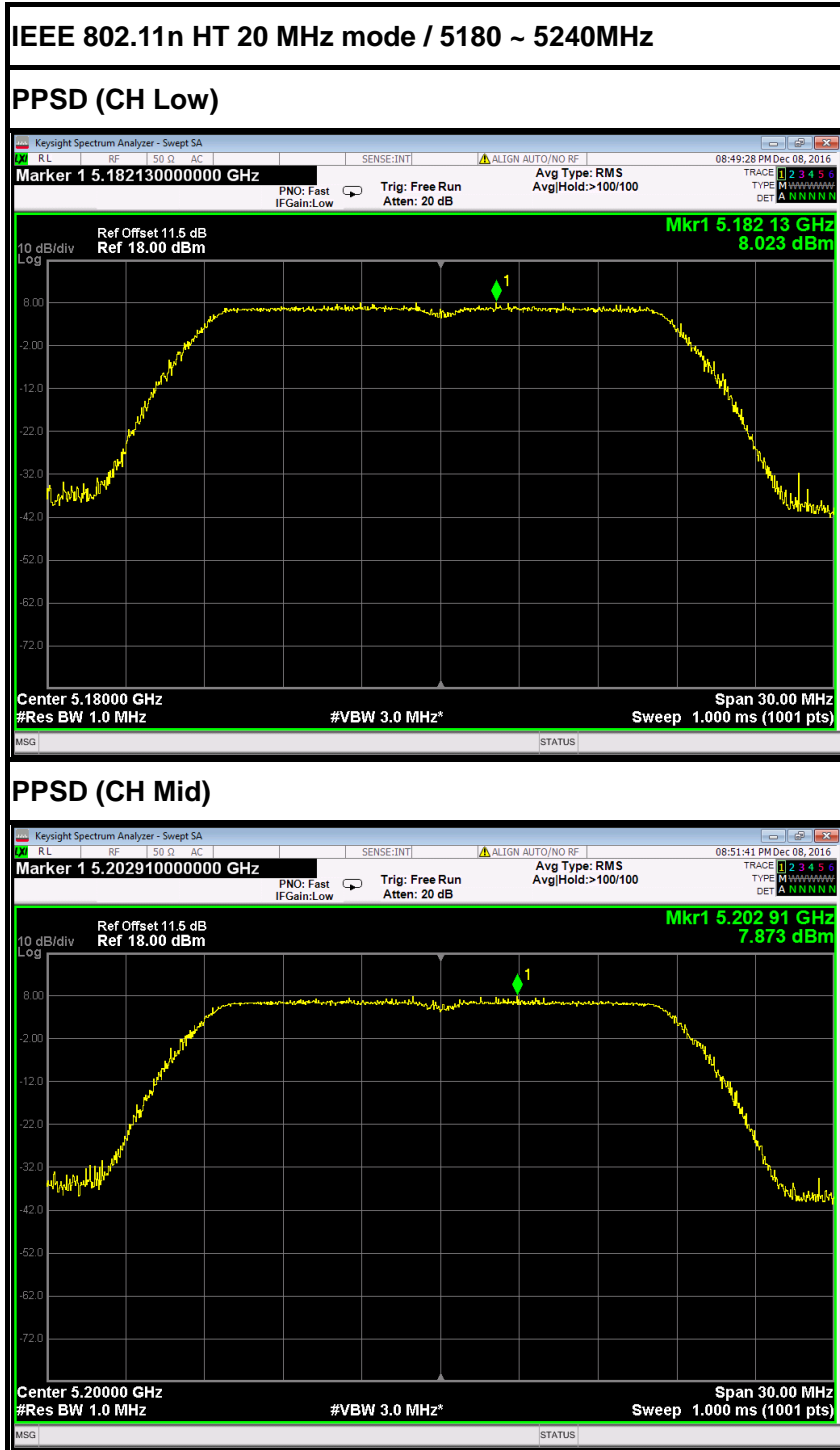 IEEE 802.11n HT 20 MHz mode / 5180 ~ 5240MHz
PPSD (CH Low)
Keysight Spectrum Analyzer - Swept SA
LXI RL RF 50 Ω AC SENSE:INT ALIGN AUTO/NO RF 08:49:28 PM Dec 08, 2016
Marker 1 5.182130000000 GHz Avg Type: RMS TRACE 1 2 3 4 5 6
PNO: Fast Trig: Free Run Avg|Hold:>100/100 TYPE M WWWWW
IFGain:Low Atten: 20 dB DET A N N N N N
Mkr1 5.182 13 GHz
Ref Offset 11.5 dB
10 dB/div Ref 18.00 dBm 8.023 dBm
Log
1
8.00
-2.00
-12.0
-22.0
-32.0
-42.0
-52.0
-62.0
-72.0
Center 5.18000 GHz Span 30.00 MHz
#Res BW 1.0 MHz #VBW 3.0 MHz* Sweep 1.000 ms (1001 pts)
MSG STATUS
PPSD (CH Mid)
Keysight Spectrum Analyzer - Swept SA
LXI RL RF 50 Ω AC SENSE:INT ALIGN AUTO/NO RF 08:51:41 PM Dec 08, 2016
Marker 1 5.202910000000 GHz Avg Type: RMS TRACE 1 2 3 4 5 6
PNO: Fast Trig: Free Run Avg|Hold:>100/100 TYPE M WWWWW
IFGain:Low Atten: 20 dB DET A N N N N N
Mkr1 5.202 91 GHz
Ref Offset 11.5 dB
10 dB/div Ref 18.00 dBm 7.873 dBm
Log
1
8.00
-2.00
-12.0
-22.0
-32.0
-42.0
-52.0
-62.0
-72.0
Center 5.20000 GHz Span 30.00 MHz
#Res BW 1.0 MHz #VBW 3.0 MHz* Sweep 1.000 ms (1001 pts)
MSG STATUS